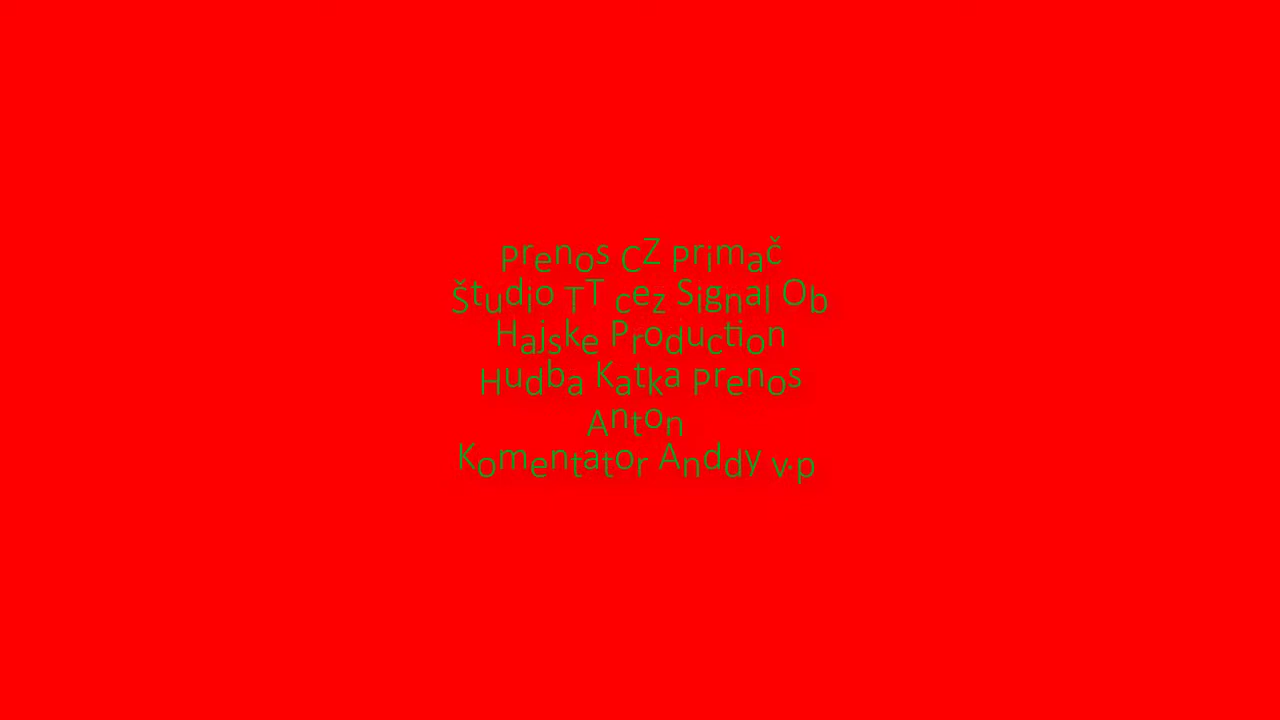 prenos CZ primač
Študio TT cez Signal Ob
Hajske Production
Hudba Katka prenos
Anton
Komentator Anddy v.p